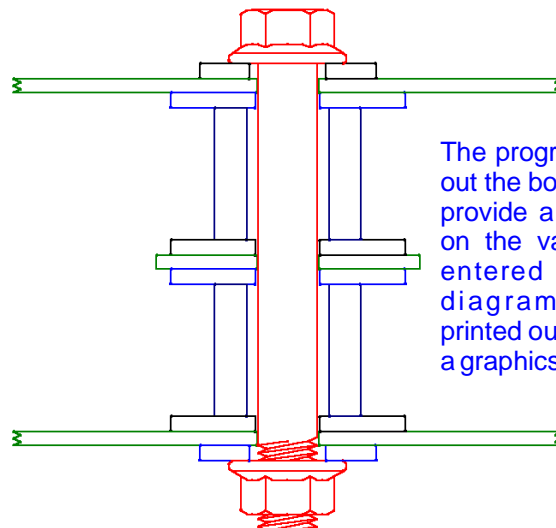 The progr
out the bo
provide a
on the va
entered
diagram
printed ou
a graphics